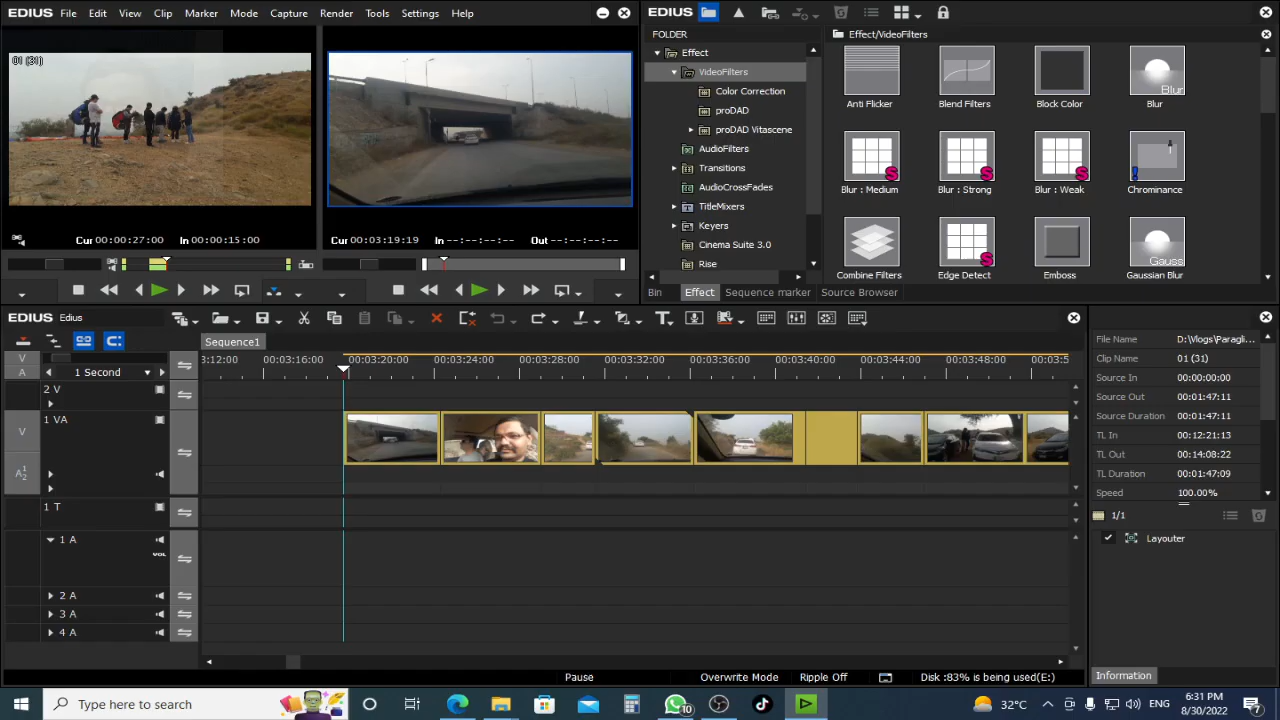 EDIUS File Edit View Clip Marker Mode Capture Render Tools Settings Help
01 (31)
Cur 00:00:27:00 In 00:00:15:00
Cur 00:03:19:19 In --:--:--:-- Out --:--:--:--
EDIUS
FOLDER
Effect
VideoFilters
Color Correction
proDAD
proDAD Vitascene
AudioFilters
Transitions
AudioCrossFades
TitleMixers
Keyers
Cinema Suite 3.0
Rise
Effect/VideoFilters
Anti Flicker
Blend Filters
Block Color
Blur
Blur
Blur : Medium
Blur : Strong
Blur : Weak
Chrominance
Combine Filters
Edge Detect
Emboss
Gauss
Gaussian Blur
Bin Effect Sequence marker Source Browser
EDIUS Edius
Sequence1
V
A
1 Second
3:12:00 00:03:16:00 00:03:20:00 00:03:24:00 00:03:28:00 00:03:32:00 00:03:36:00 00:03:40:00 00:03:44:00 00:03:48:00 00:03:5
2 V
V
1 VA
A1
2
1 T
1 A
VOL
2 A
3 A
4 A
Pause Overwrite Mode Ripple Off Disk :83% is being used(E:)
File Name D:\Vlogs\Paragli...
Clip Name 01 (31)
Source In 00:00:00:00
Source Out 00:01:47:11
Source Duration 00:01:47:11
TL In 00:12:21:13
TL Out 00:14:08:22
TL Duration 00:01:47:09
Speed 100.00%
1/1
Layouter
Information
Type here to search
10
32°C
6:31 PM
8/30/2022
7